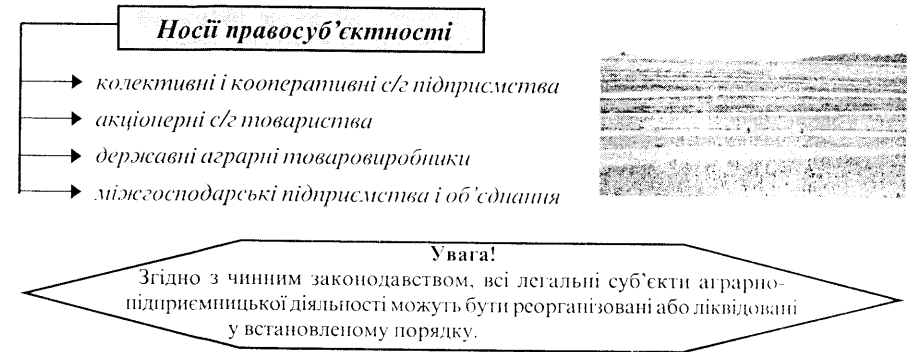 Носії правосуб’єктності
колективні і кооперативні с/г підприємства
акціонерні с/г товариства
державні аграрні товаровиробники
міжгосподарські підприємства і об’єднання
Увага!
Згідно з чинним законодавством, всі легальні суб’єкти аграрно-
підприємницької діяльності можуть бути реорганізовані або ліквідовані
у встановленому порядку.